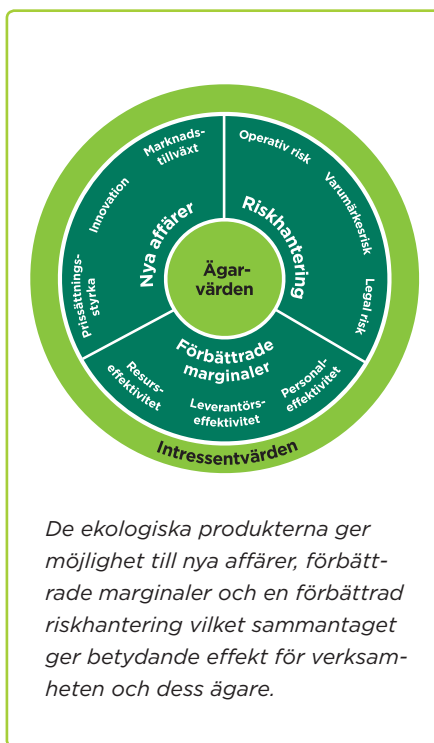 Marknads-
tillväxt
Innovation
Prissättnings-
styrka
Nya affärer
Operativ risk
Varumärkesrisk
Legal risk
Riskhantering
Ägar-
värden
Förbättrade
marginaler
Resurs-
effektivitet
Leverantörs-
effektivitet
Personal-
effektivitet
Intressentvärden
De ekologiska produkterna ger
möjlighet till nya affärer, förbätt-
rade marginaler och en förbättrad
riskhantering vilket sammantaget
ger betydande effekt för verksam-
heten och dess ägare.